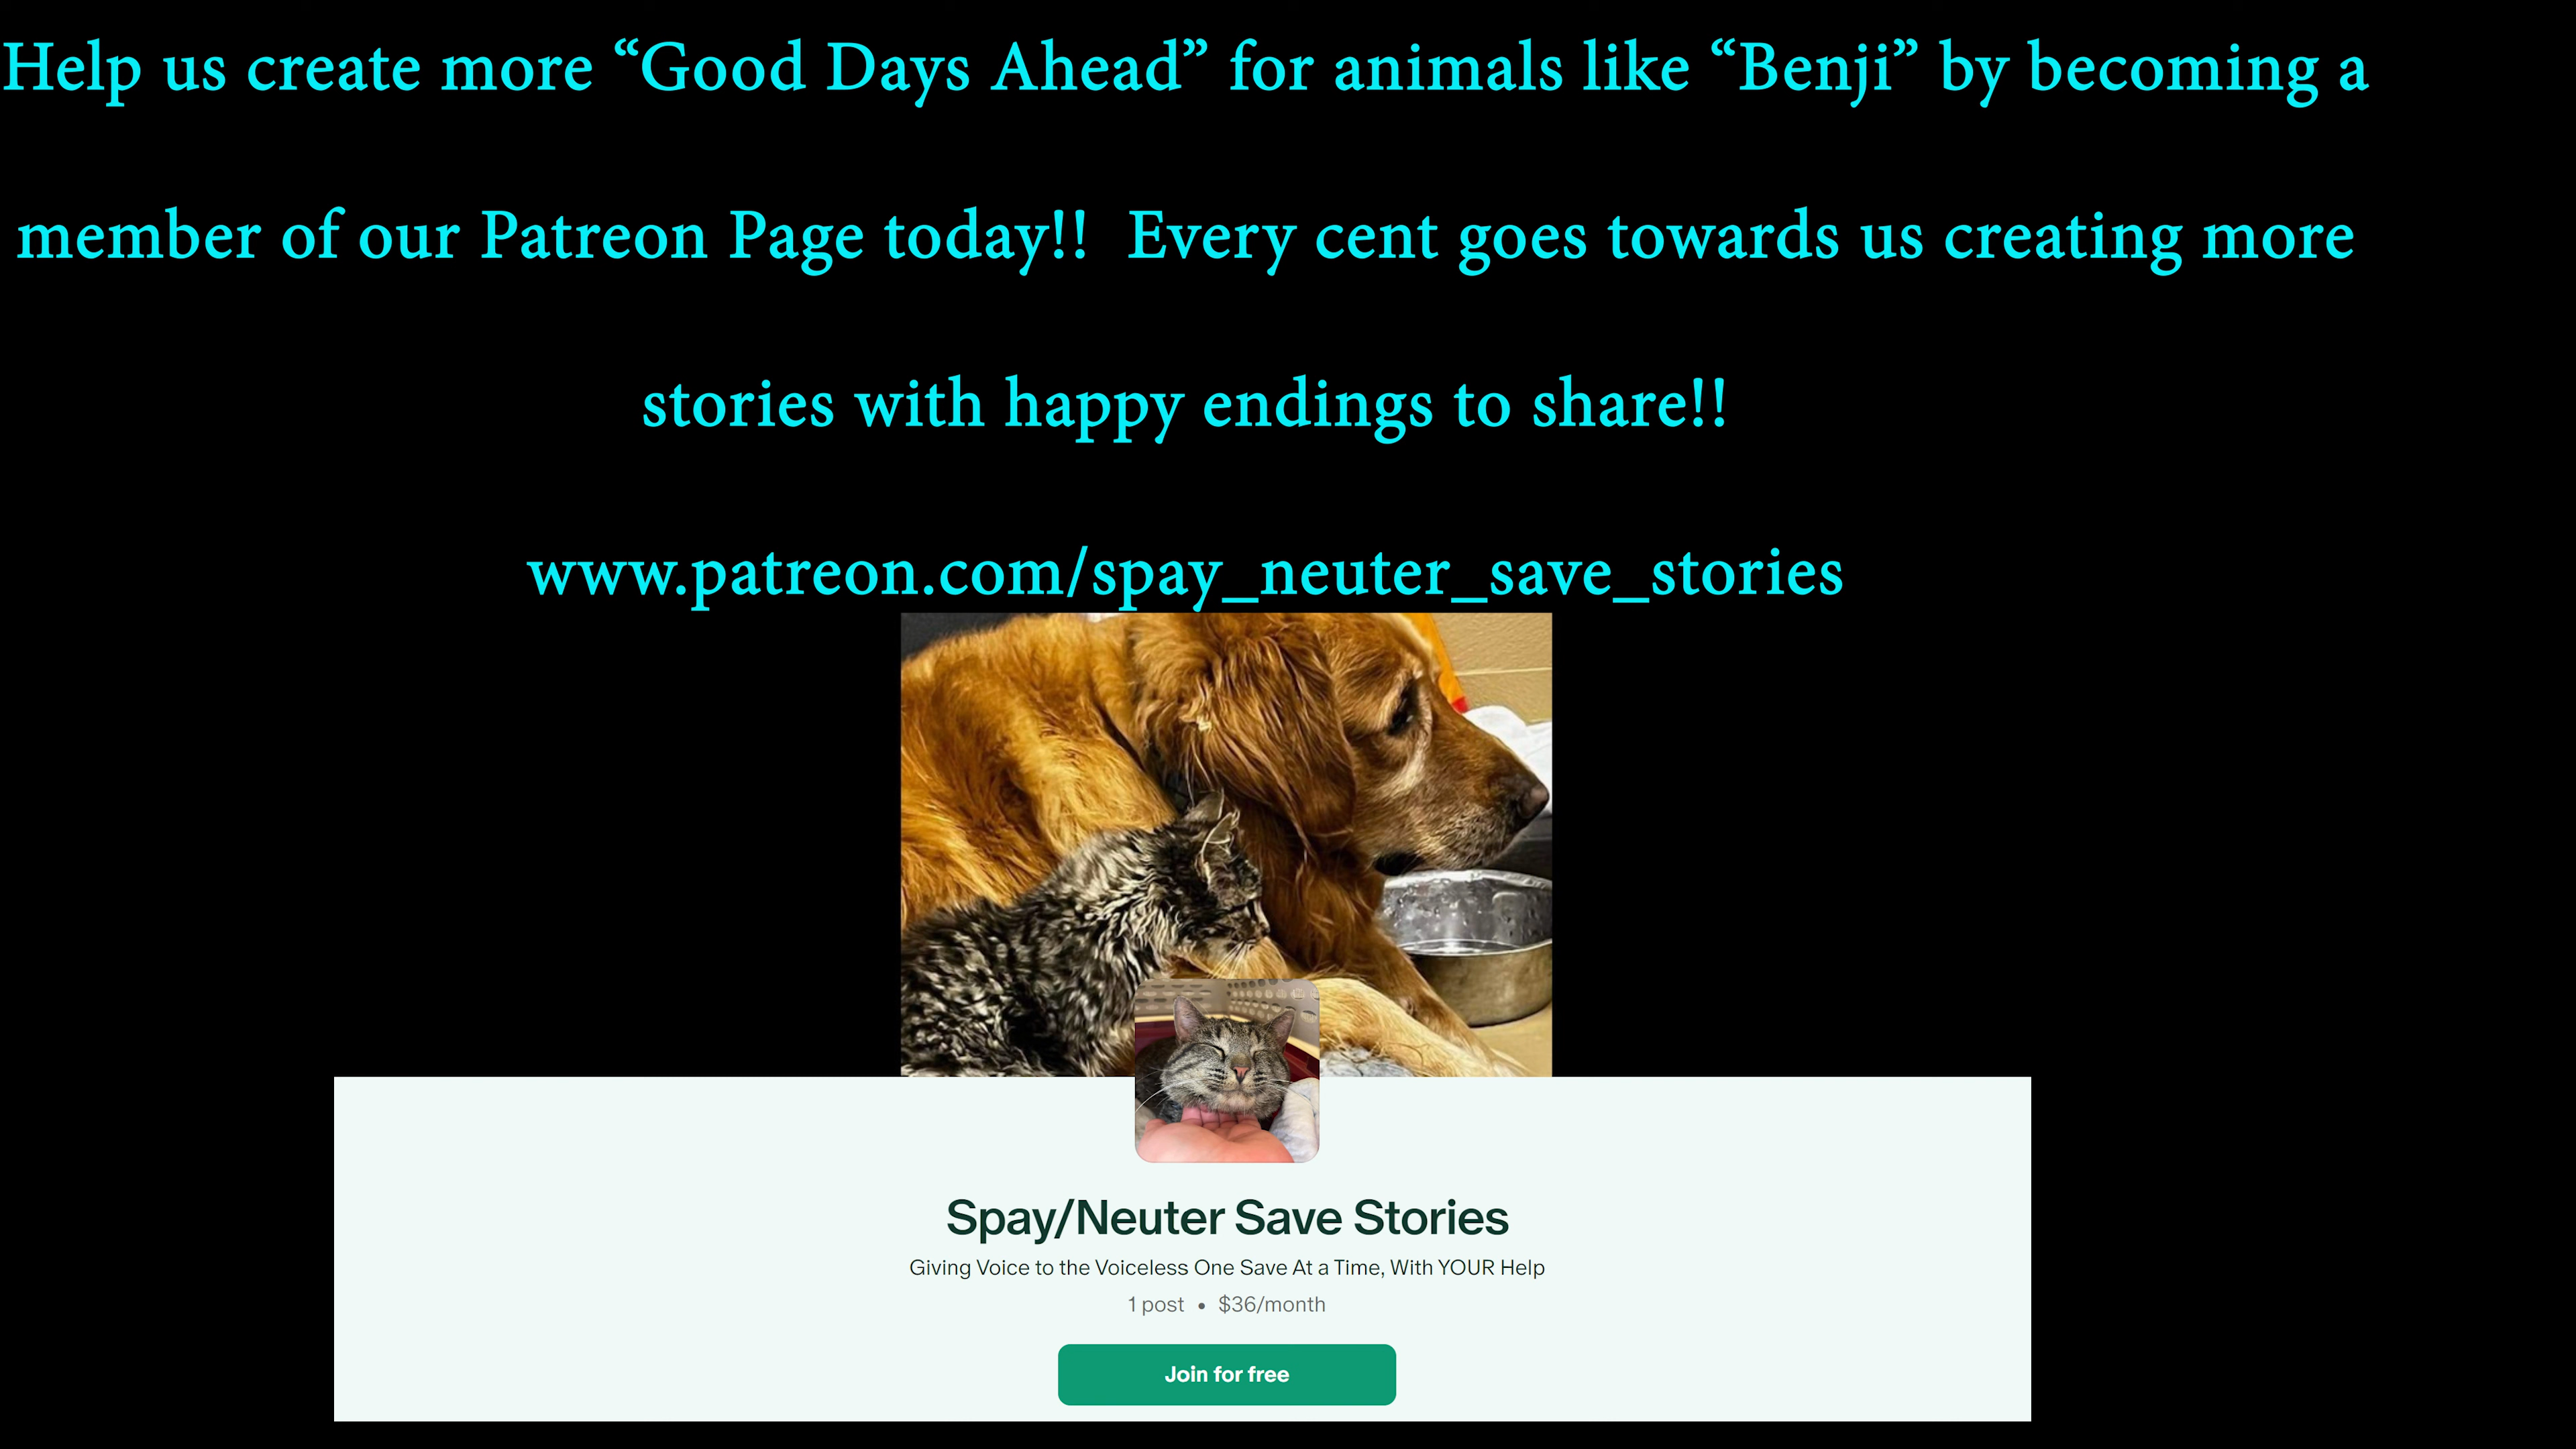 Help us create more “Good Days Ahead” for animals like “Benji” by becoming a
member of our Patreon Page today!!  Every cent goes towards us creating more
stories with happy endings to share!!
www.patreon.com/spay_neuter_save_stories
Spay/Neuter Save Stories
Giving Voice to the Voiceless One Save At a Time, With YOUR Help
1 post • $36/month
Join for free